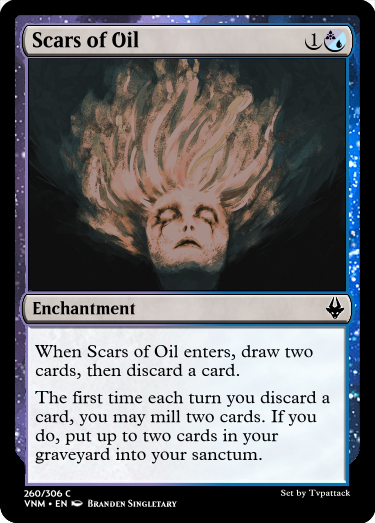 Scars of Oil 1
Enchantment
When Scars of Oil enters, draw two
cards, then discard a card.
The first time each turn you discard a
card, you may mill two cards. If you
do, put up to two cards in your
graveyard into your sanctum.
260/306 C Set by Tvpattack
VNM • EN Branden Singletary